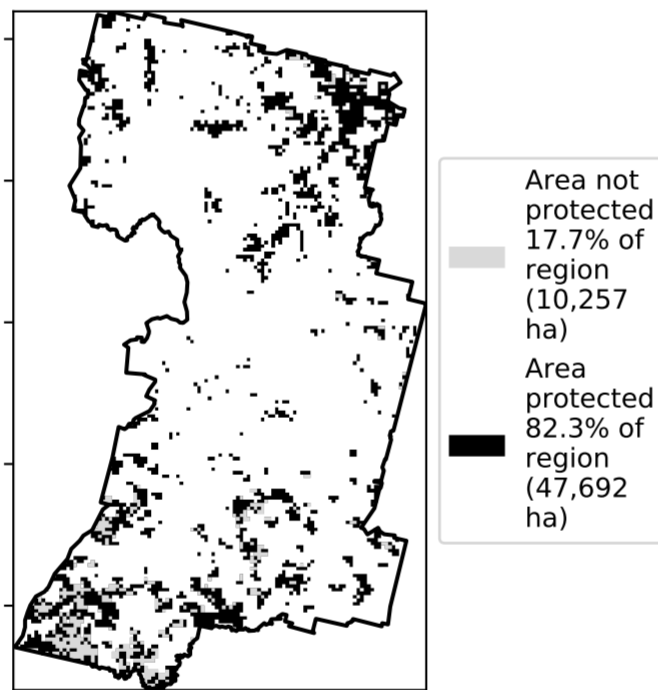 Area not
protected
17.7% of
region
(10,257
ha)
Area
protected
82.3% of
region
(47,692
ha)